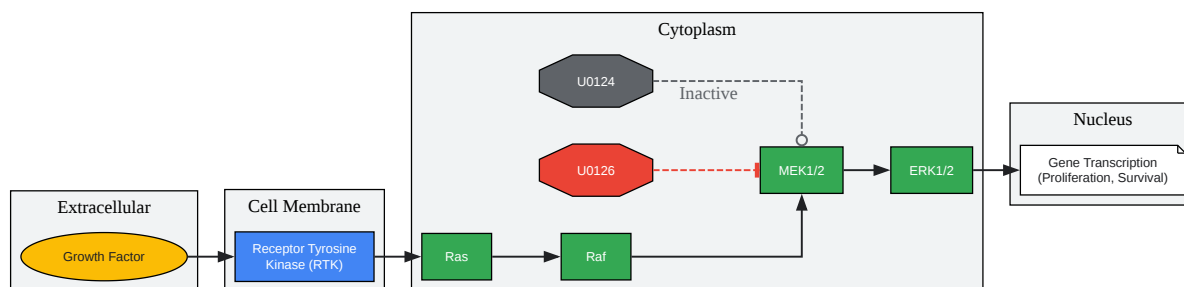 Cytoplasm
U0124
Inactive
U0126
MEK1/2
ERK1/2
Nucleus
Gene Transcription
(Proliferation, Survival)
Extracellular
Growth Factor
Cell Membrane
Receptor Tyrosine
Kinase (RTK)
Ras
Raf